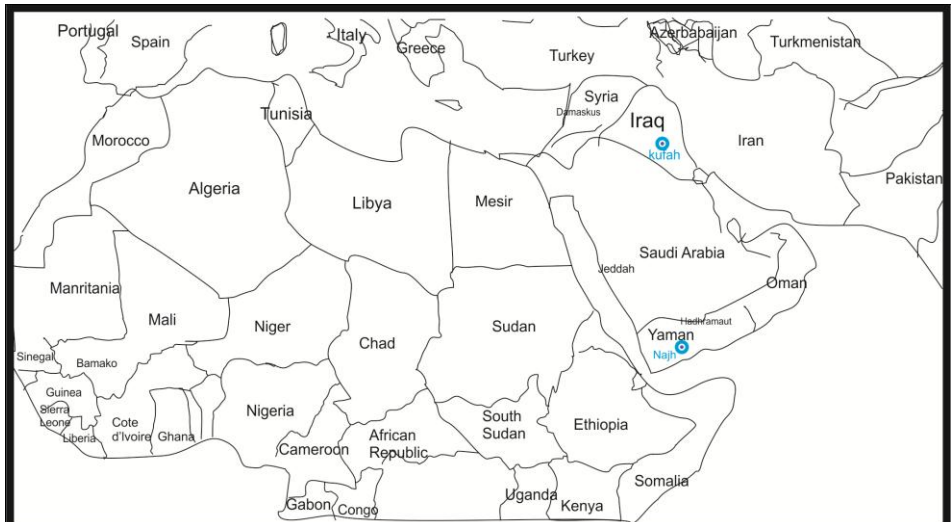 Portugal
Spain
Italy
Greece
Turkey
Azerbabaijan
Turkmenistan
Morocco
Tunisia
Syria
Damaskus
Iraq
kufah
Iran
Pakistan
Algeria
Libya
Mesir
Saudi Arabia
Jeddah
Oman
Manritania
Mali
Niger
Chad
Sudan
Hadhramaut
Yaman
Najh
Sinegal
Bamako
Guinea
Sierra
Leone
Liberia
Cote
d'Ivoire
Ghana
Nigeria
Cameroon
African
Republic
South
Sudan
Ethiopia
Gabon
Congo
Uganda
Kenya
Somalia